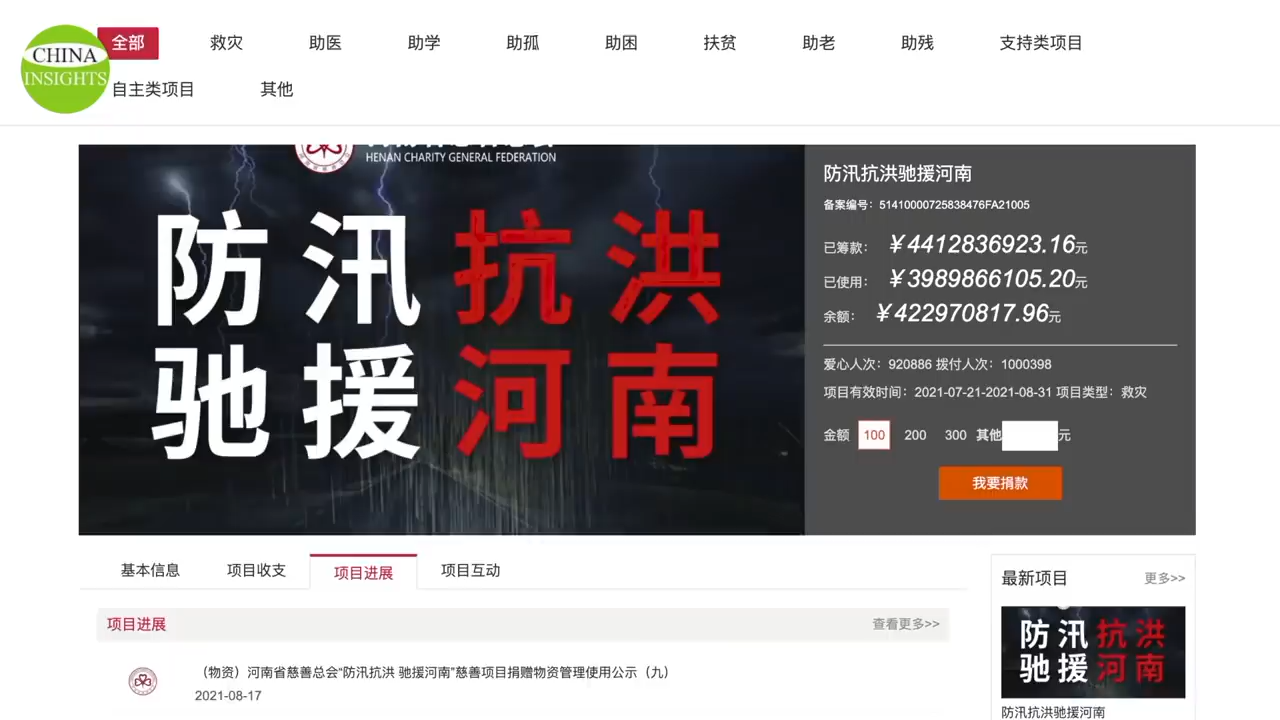 CHINA
INSIGHTS
全部 救灾 助医 助学 助孤 助困 扶贫 助老 助残 支持类项目
自主类项目 其他
HENAN CHARITY GENERAL FEDERATION
防汛抗洪
驰援河南
防汛抗洪驰援河南
备案编号：51410000725838476FA21005
已筹款： ￥4412836923.16元
已使用： ￥3989866105.20元
余额： ￥422970817.96元
爱心人次：920886 拨付人次：1000398
项目有效时间：2021-07-21-2021-08-31 项目类型：救灾
金额 100 200 300 其他 元
我要捐款
基本信息 项目收支 项目进展 项目互动
项目进展 查看更多>>
（物资）河南省慈善总会“防汛抗洪 驰援河南”慈善项目捐赠物资管理使用公示（九）
2021-08-17
最新项目 更多>>
防汛抗洪
驰援河南
防汛抗洪驰援河南